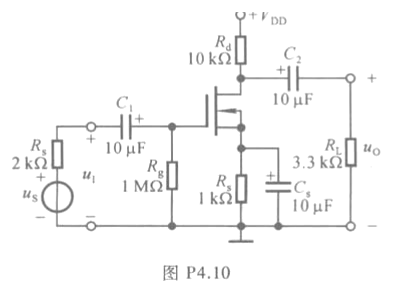 +V_DD
R_d
10 kΩ
C_2
+
+
10 μF
C_1
+
+
10 μF
R_s
2 kΩ
+
u_S
−
u_I
−
R_g
1 MΩ
R_s
1 kΩ
+
C_s
10 μF
R_L
3.3 kΩ
u_O
−
图 P4.10